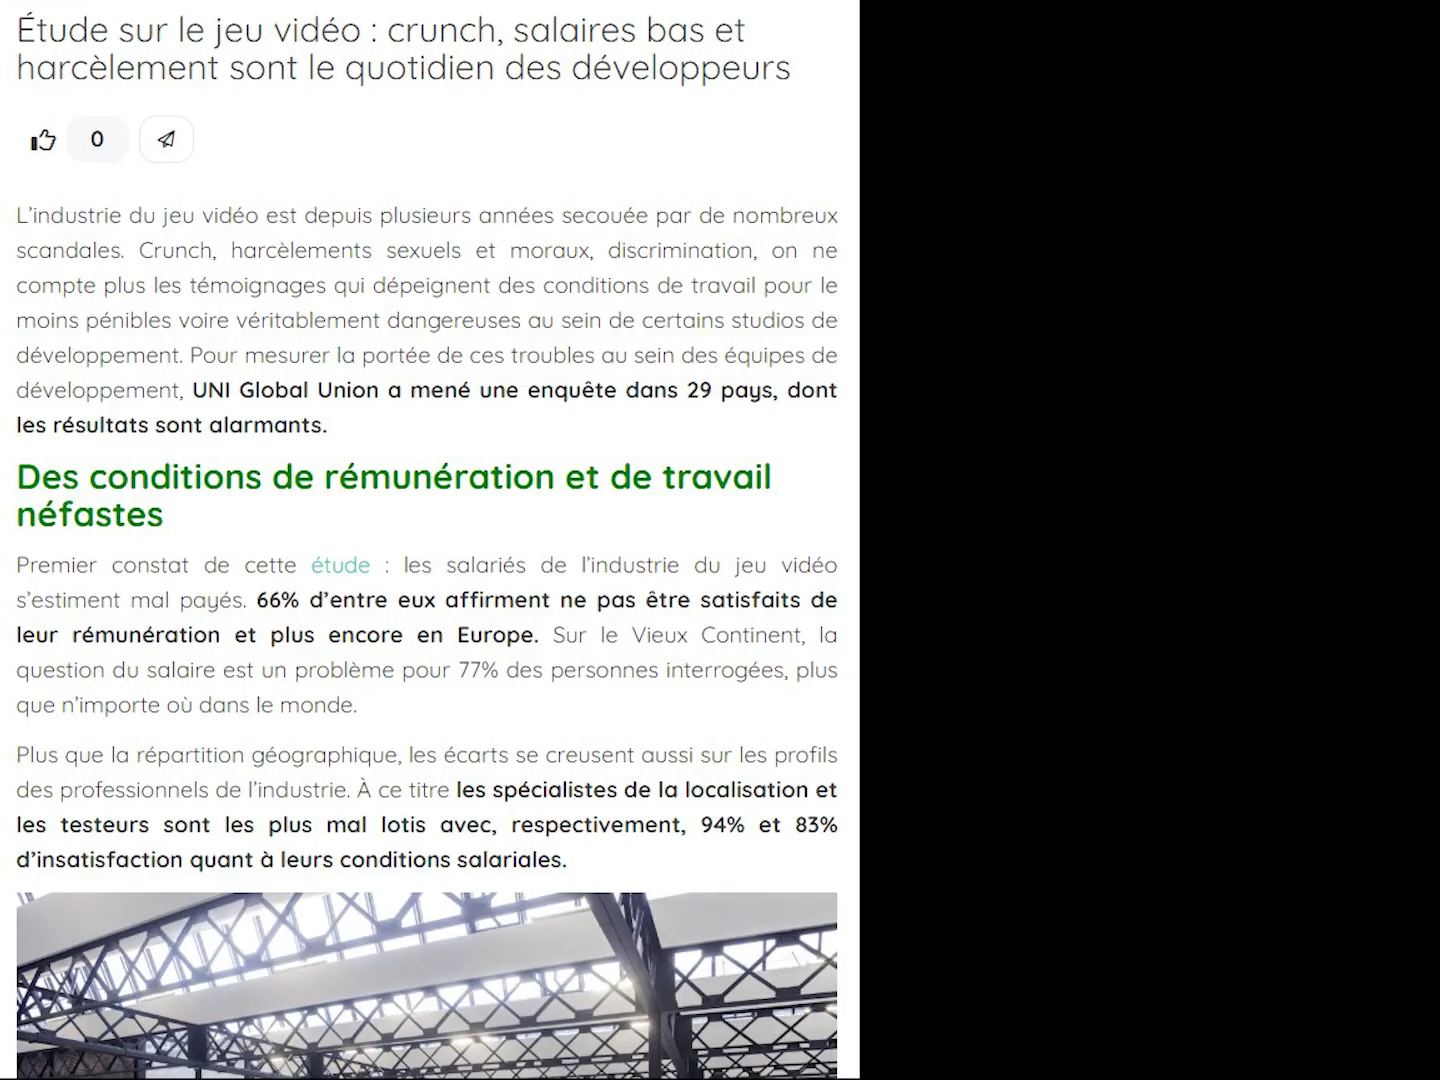 Étude sur le jeu vidéo : crunch, salaires bas et
harcèlement sont le quotidien des développeurs
0
L’industrie du jeu vidéo est depuis plusieurs années secouée par de nombreux
scandales. Crunch, harcèlements sexuels et moraux, discrimination, on ne
compte plus les témoignages qui dépeignent des conditions de travail pour le
moins pénibles voire véritablement dangereuses au sein de certains studios de
développement. Pour mesurer la portée de ces troubles au sein des équipes de
développement, UNI Global Union a mené une enquête dans 29 pays, dont
les résultats sont alarmants.
Des conditions de rémunération et de travail
néfastes
Premier constat de cette étude : les salariés de l’industrie du jeu vidéo
s’estiment mal payés. 66% d’entre eux affirment ne pas être satisfaits de
leur rémunération et plus encore en Europe. Sur le Vieux Continent, la
question du salaire est un problème pour 77% des personnes interrogées, plus
que n’importe où dans le monde.
Plus que la répartition géographique, les écarts se creusent aussi sur les profils
des professionnels de l’industrie. À ce titre les spécialistes de la localisation et
les testeurs sont les plus mal lotis avec, respectivement, 94% et 83%
d’insatisfaction quant à leurs conditions salariales.